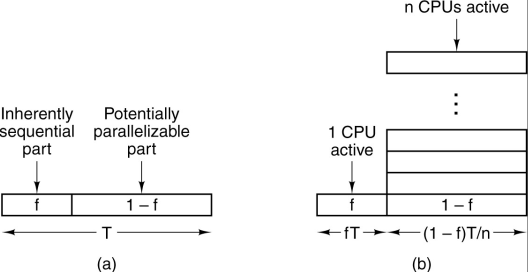 Inherently
sequential
part
Potentially
parallelizable
part
f
1 – f
T
(a)
n CPUs active
1 CPU
active
f
1 – f
fT
(1 – f)T/n
(b)